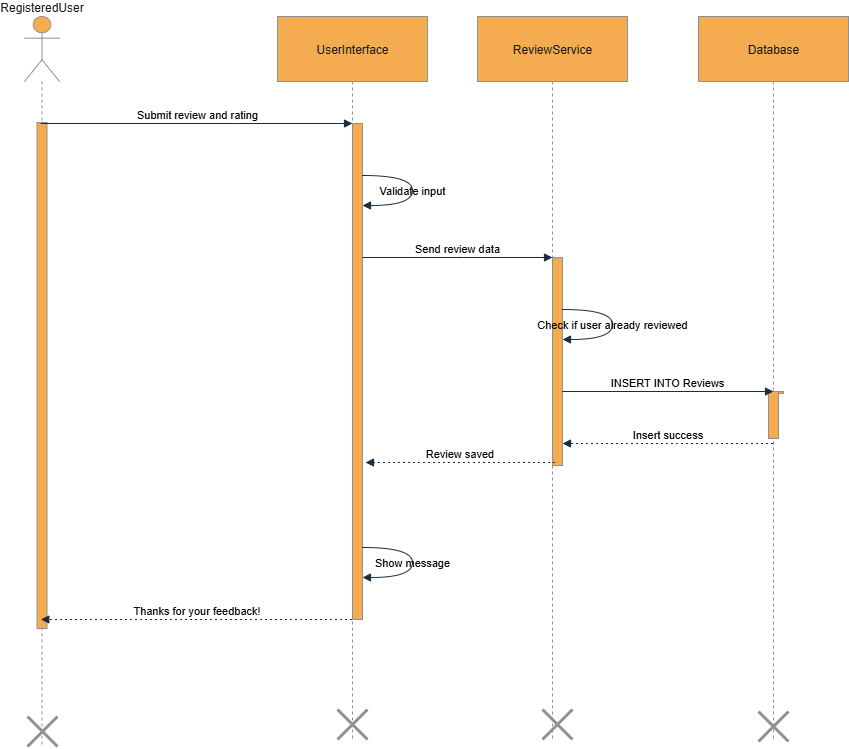 RegisteredUser
UserInterface
ReviewService
Database
Submit review and rating
Validate input
Send review data
Check if user already reviewed
INSERT INTO Reviews
Insert success
Review saved
Show message
Thanks for your feedback!